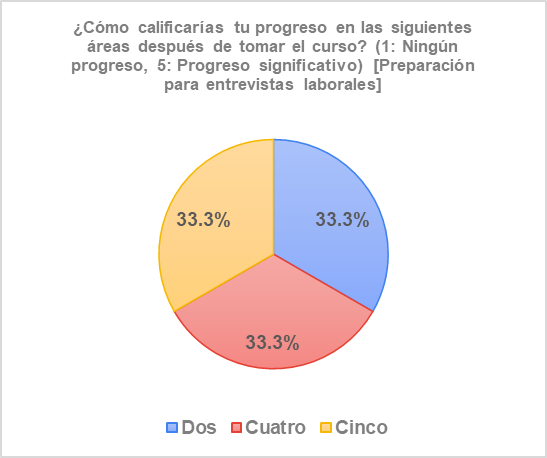 ¿Cómo calificarías tu progreso en las siguientes
áreas después de tomar el curso? (1: Ningún
progreso, 5: Progreso significativo) [Preparación
para entrevistas laborales]
33.3% 33.3%
33.3%
Dos Cuatro Cinco